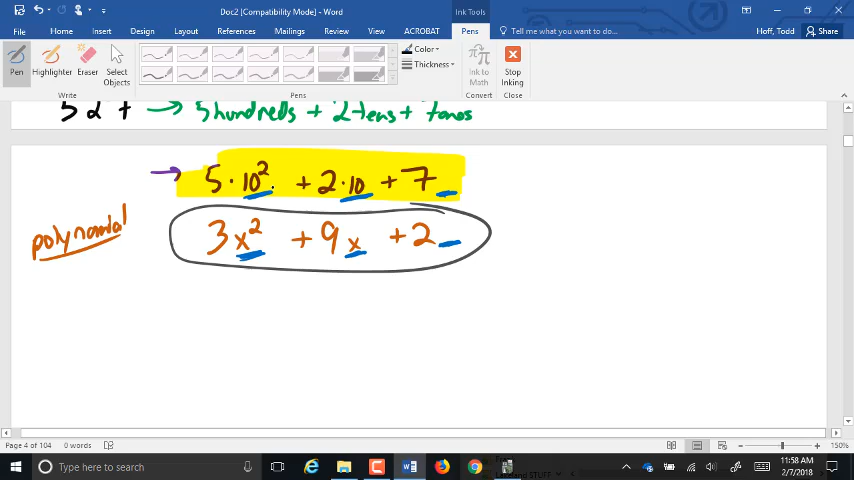 Doc2 [Compatibility Mode] - Word
Ink Tools
File Home Insert Design Layout References Mailings Review View ACROBAT Pens Tell me what you want to do... Hoff, Todd Share
Pen Highlighter Eraser Select Objects
Color
Thickness
Ink to Math
Stop Inking
Write Pens Convert Close
527 → 5 hundreds + 2 tens + 7 ones
→ 5 · 10² + 2 · 10 + 7
polynomial
3x² + 9x + 2
Page 4 of 104 0 words 150%
Type here to search
11:58 AM
2/7/2018